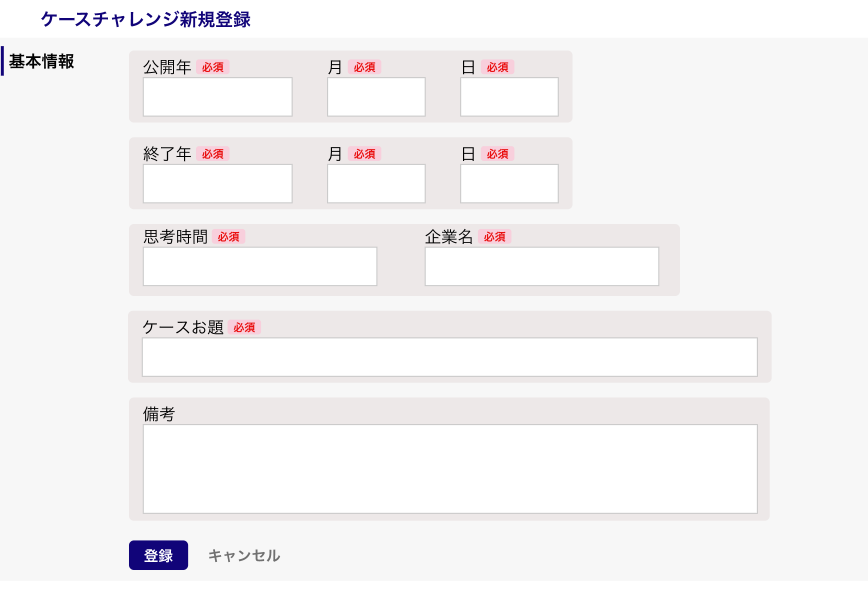 ケースチャレンジ新規登録
基本情報
公開年 必須 月 必須 日 必須
終了年 必須 月 必須 日 必須
思考時間 必須 企業名 必須
ケースお題 必須
備考
登録 キャンセル